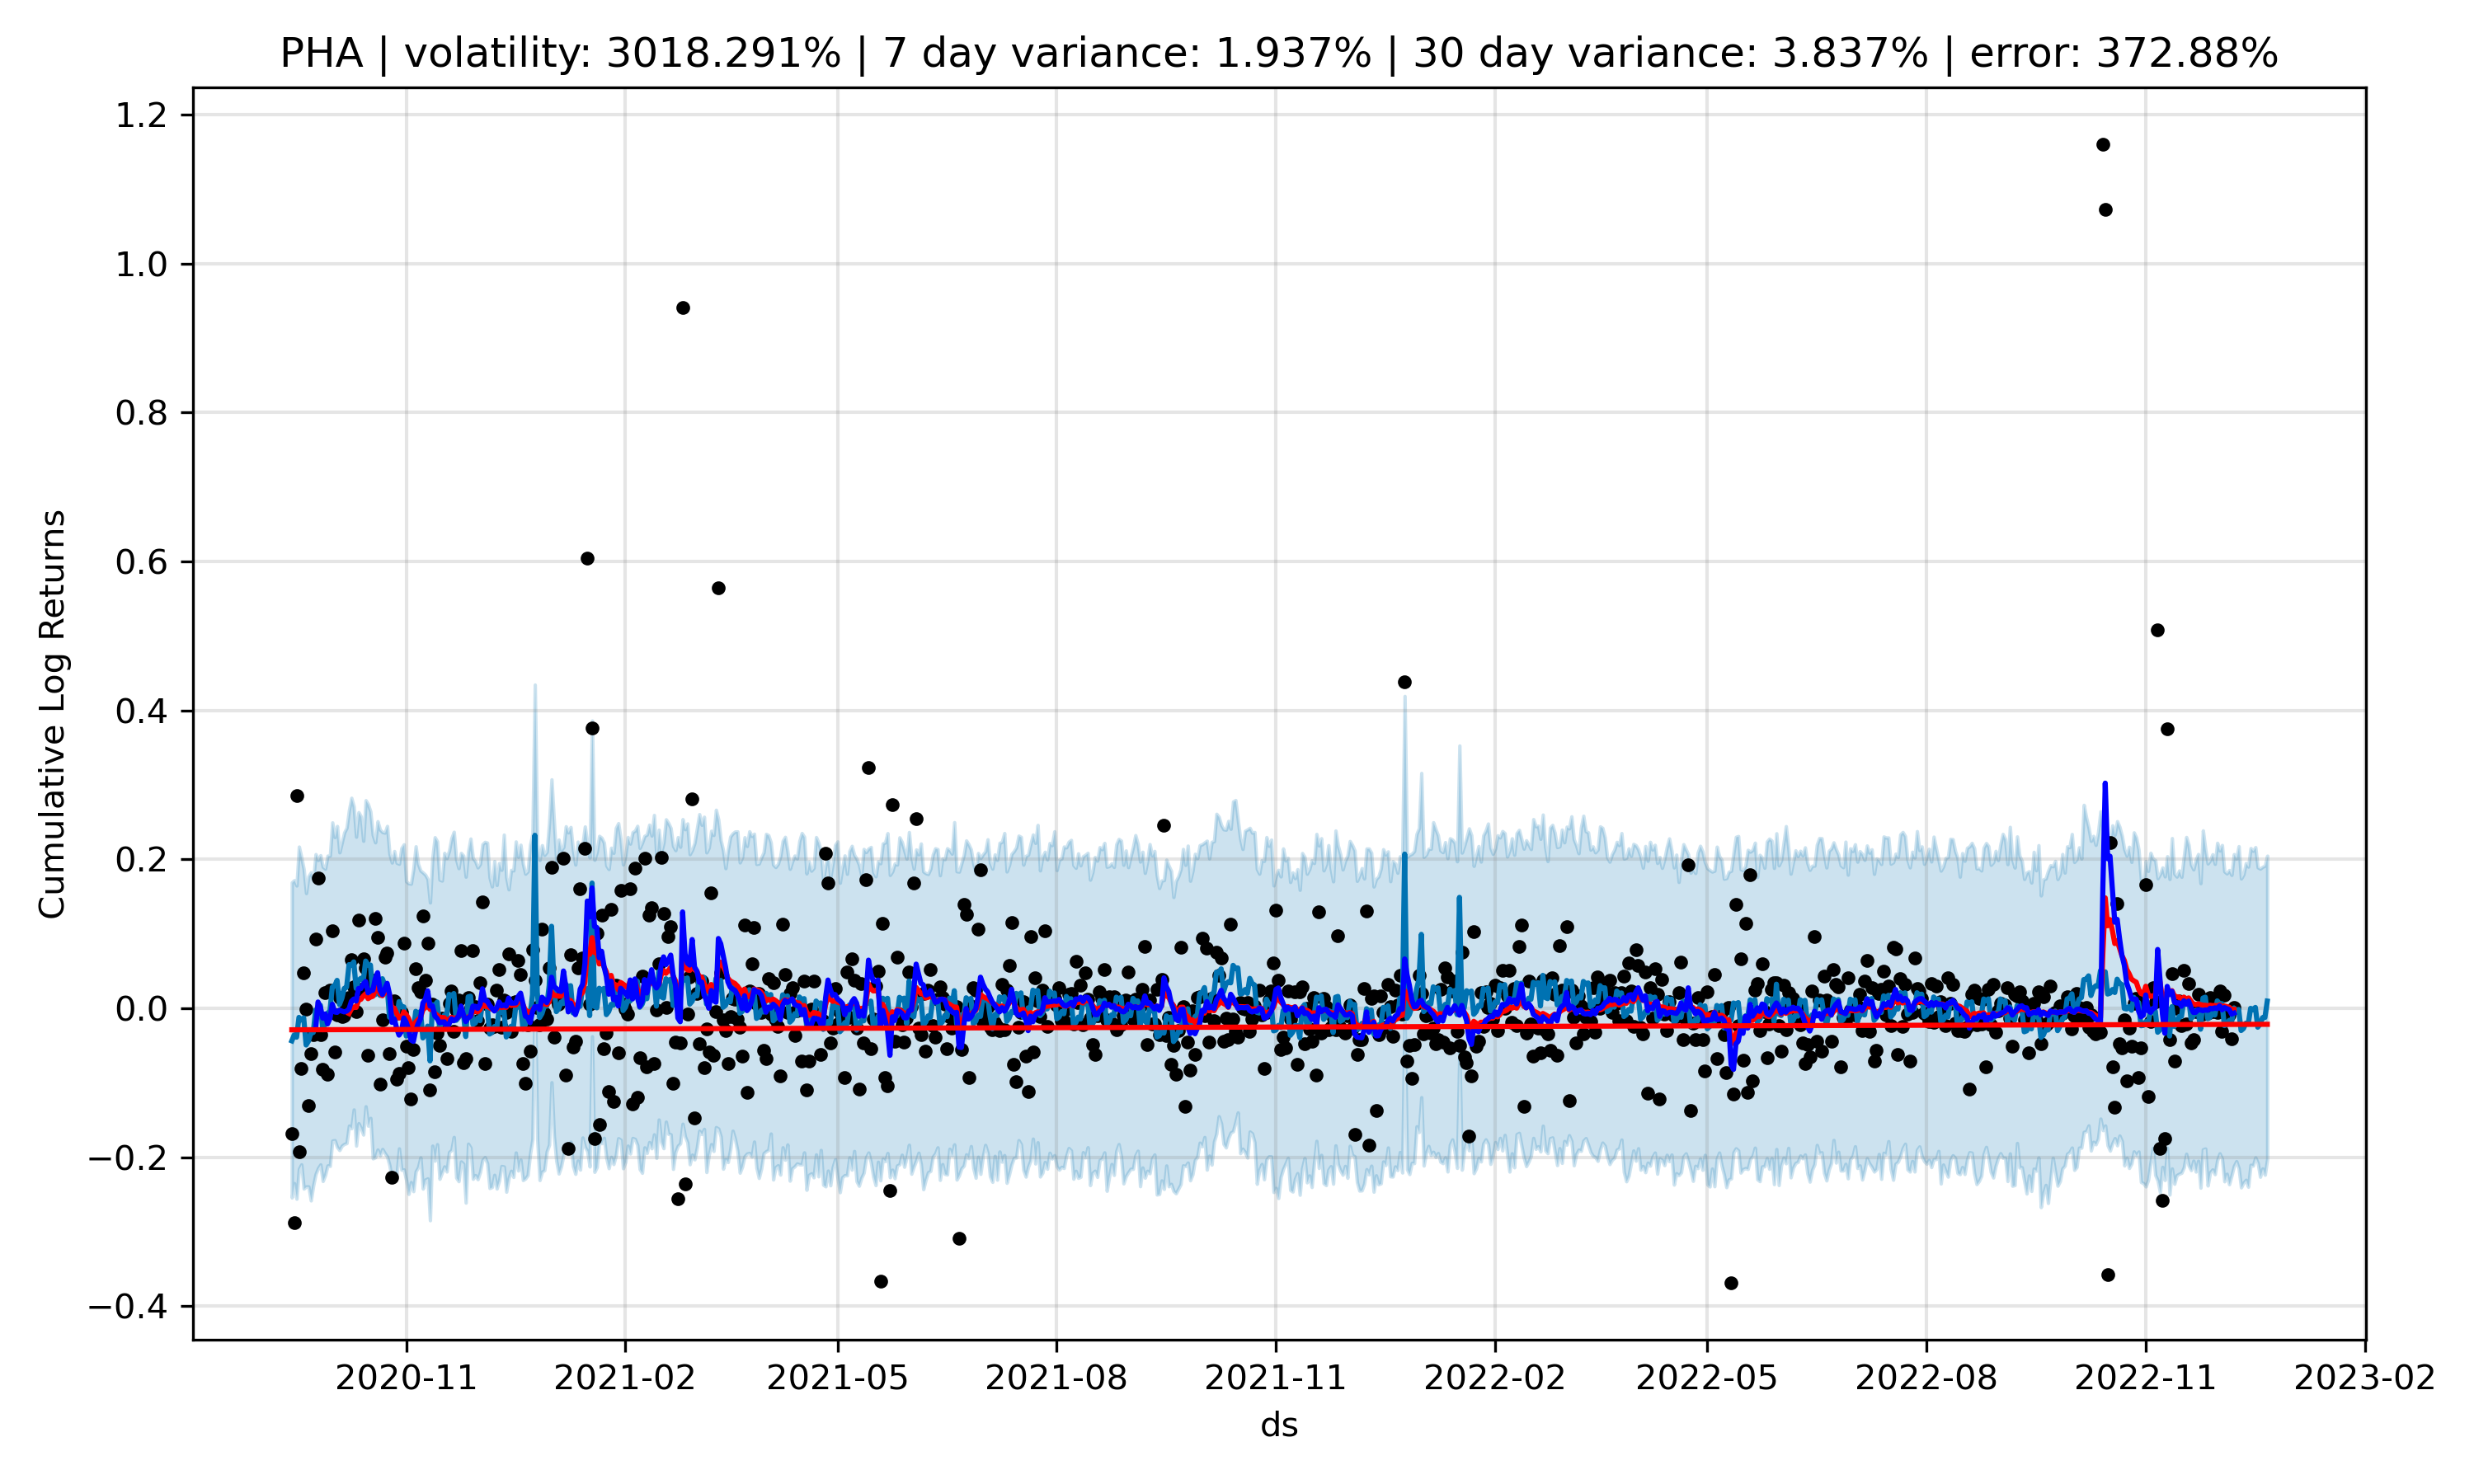 PHA | volatility: 3018.291% | 7 day variance: 1.937% | 30 day variance: 3.837% | error: 372.88%
1.2
1.0
0.8
0.6
0.4
0.2
0.0
−0.2
−0.4
Cumulative Log Returns
2020-11 2021-02 2021-05 2021-08 2021-11 2022-02 2022-05 2022-08 2022-11 2023-02
ds